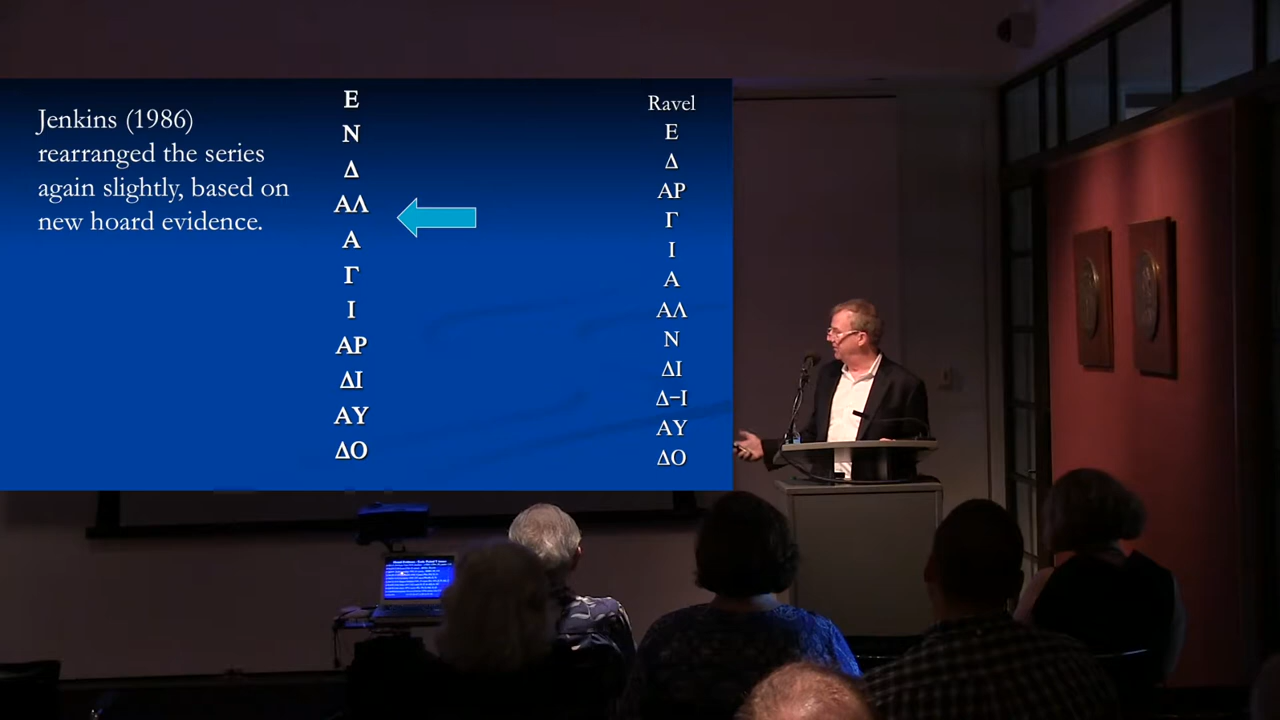 Jenkins (1986)
rearranged the series
again slightly, based on
new hoard evidence.
Ε
Ν
Δ
ΑΛ
Α
Γ
Ι
ΑΡ
ΔΙ
ΑΥ
ΔΟ
Ravel
Ε
Δ
ΑΡ
Γ
Ι
Α
ΑΛ
Ν
ΔΙ
Δ–Ι
ΑΥ
ΔΟ